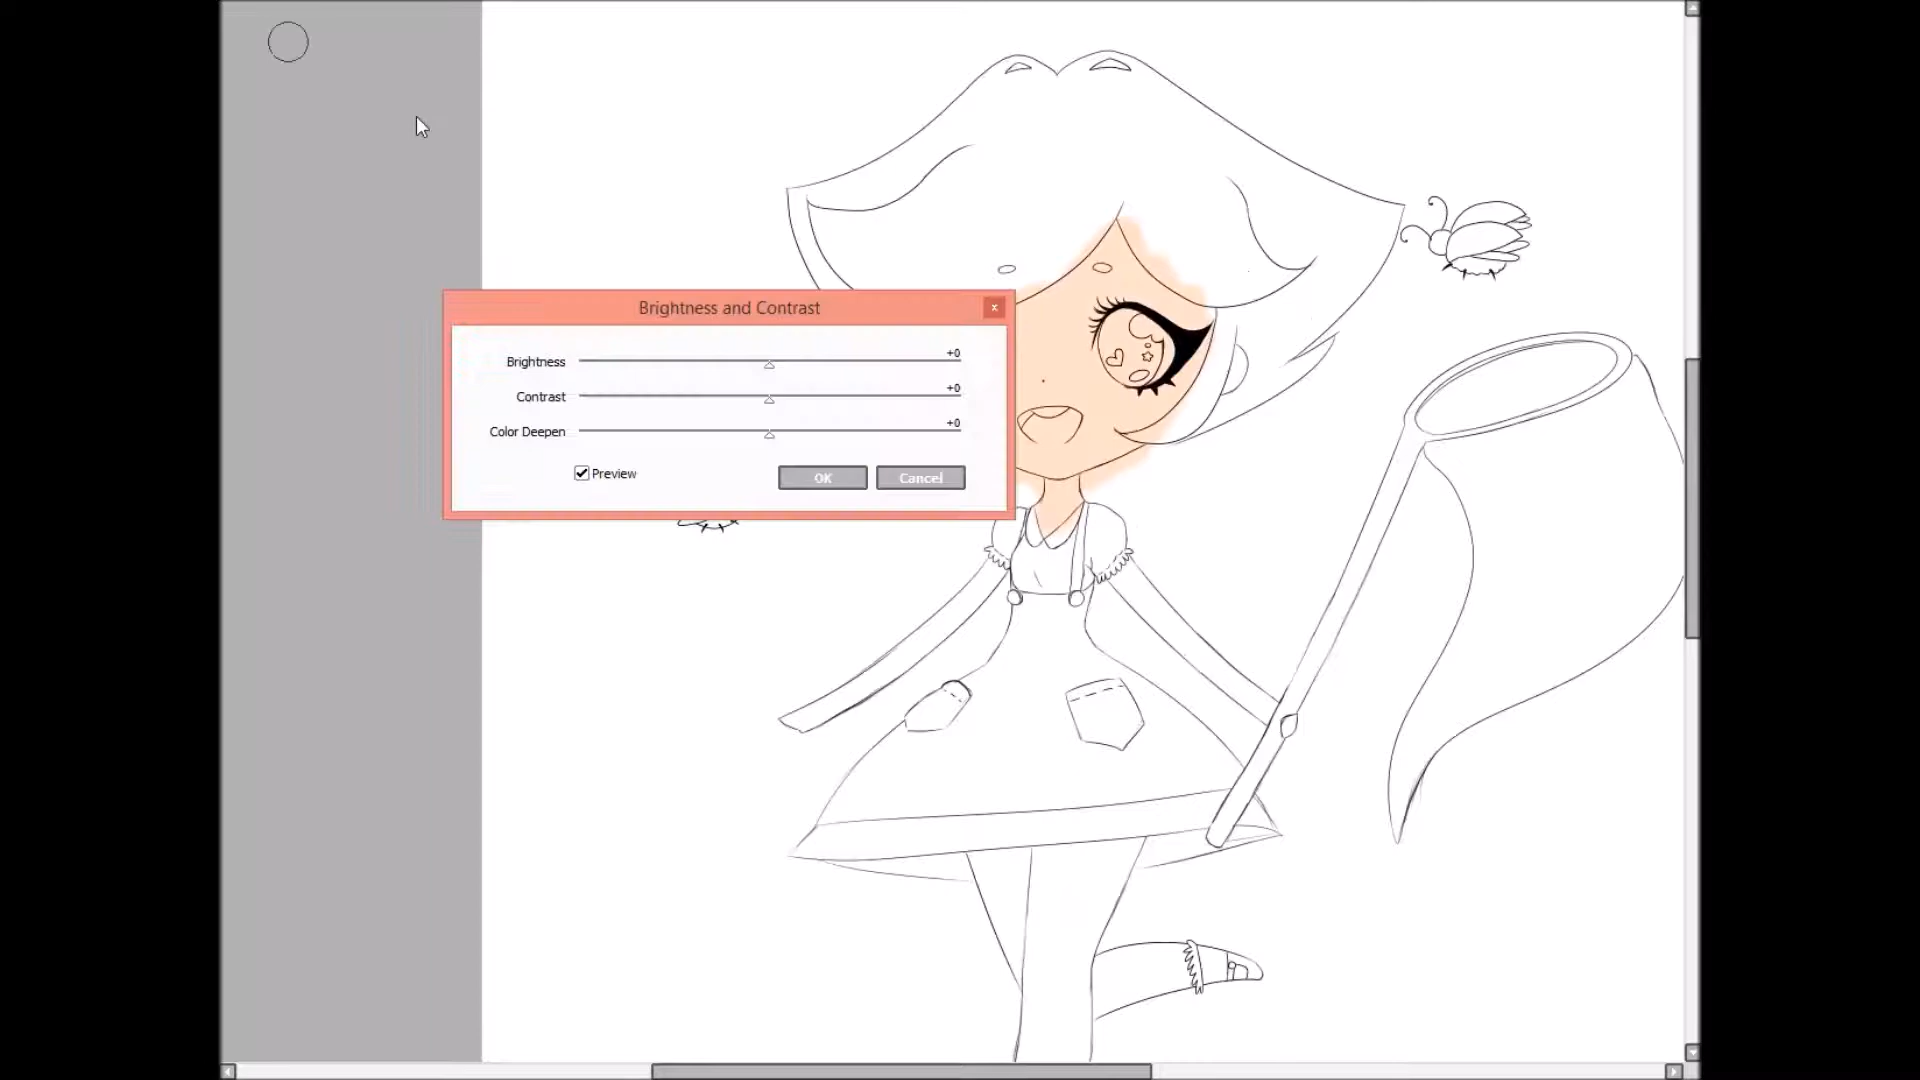 Brightness and Contrast
x
Brightness +0
Contrast +0
Color Deepen +0
Preview OK Cancel